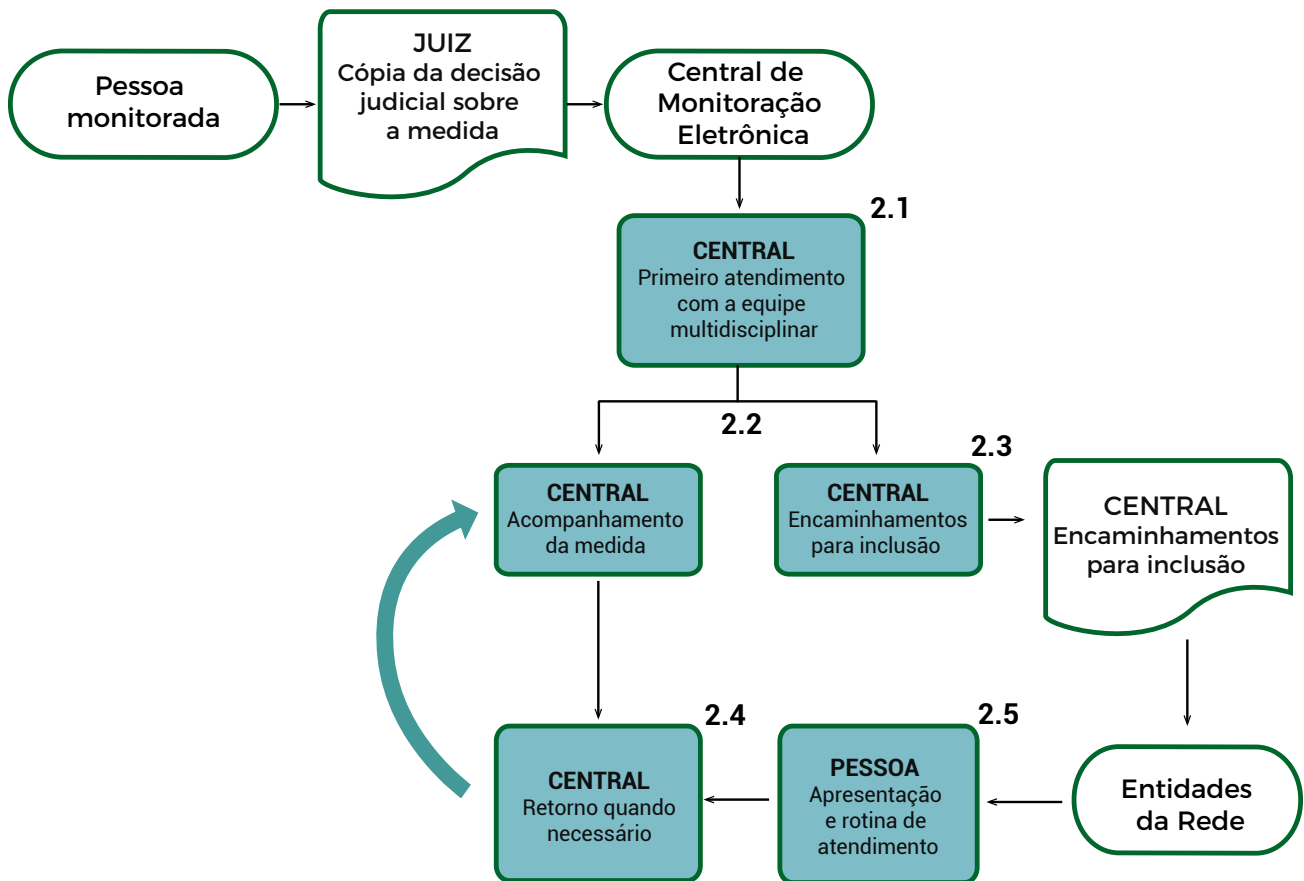 Pessoa
monitorada
JUIZ
Cópia da decisão
judicial sobre
a medida
Central de
Monitoração
Eletrônica
2.1
CENTRAL
Primeiro atendimento
com a equipe
multidisciplinar
2.2
CENTRAL
Acompanhamento
da medida
2.3
CENTRAL
Encaminhamentos
para inclusão
CENTRAL
Encaminhamentos
para inclusão
2.4
CENTRAL
Retorno quando
necessário
2.5
PESSOA
Apresentação
e rotina de
atendimento
Entidades
da Rede